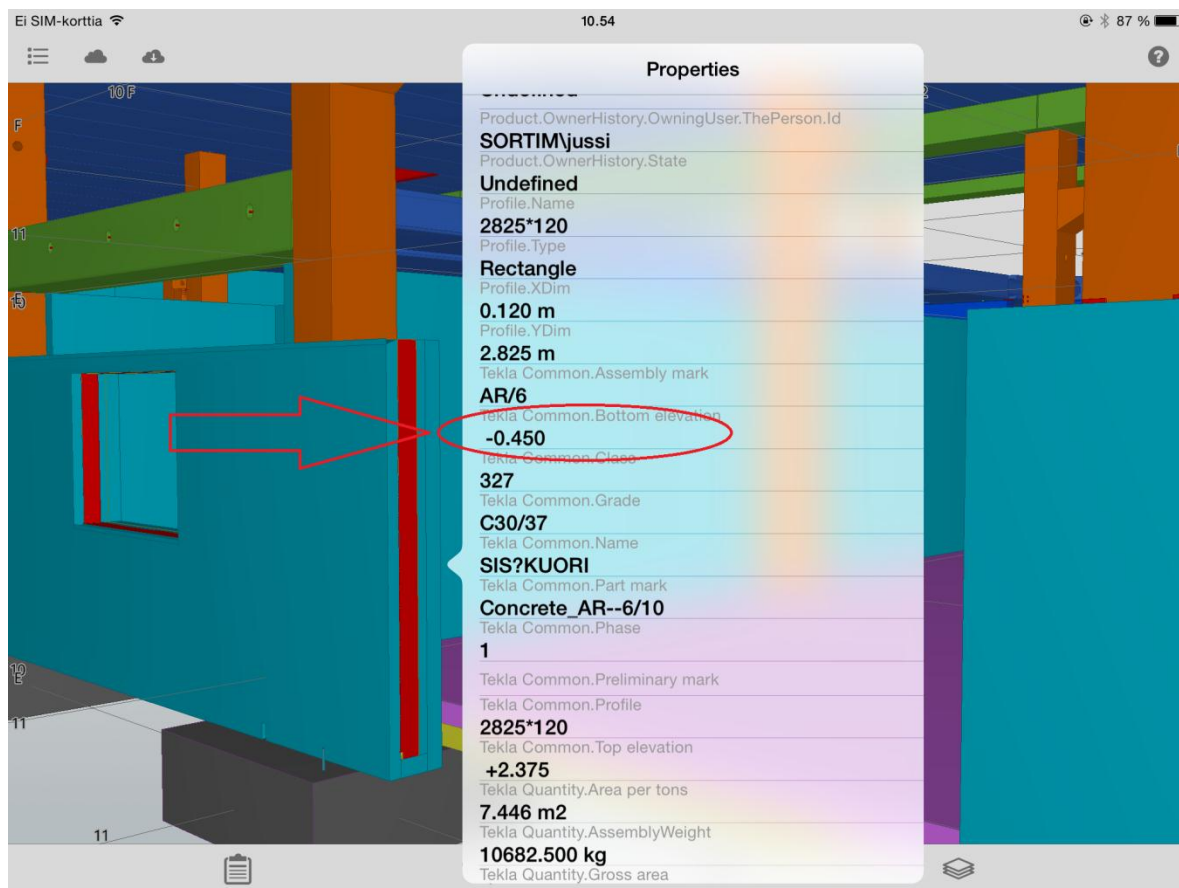 Ei SIM-korttia 10.54 87 %
Properties
Undefined
Product.OwnerHistory.OwningUser.ThePerson.Id
SORTIM\jussi
Product.OwnerHistory.State
Undefined
Profile.Name
2825*120
Profile.Type
Rectangle
Profile.XDim
0.120 m
Profile.YDim
2.825 m
Tekla Common.Assembly mark
AR/6
Tekla Common.Bottom elevation
-0.450
Tekla Common.Class
327
Tekla Common.Grade
C30/37
Tekla Common.Name
SIS?KUORI
Tekla Common.Part mark
Concrete_AR--6/10
Tekla Common.Phase
1
Tekla Common.Preliminary mark
Tekla Common.Profile
2825*120
Tekla Common.Top elevation
+2.375
Tekla Quantity.Area per tons
7.446 m2
Tekla Quantity.AssemblyWeight
10682.500 kg
Tekla Quantity.Gross area
10 F
F
11
E
11
11